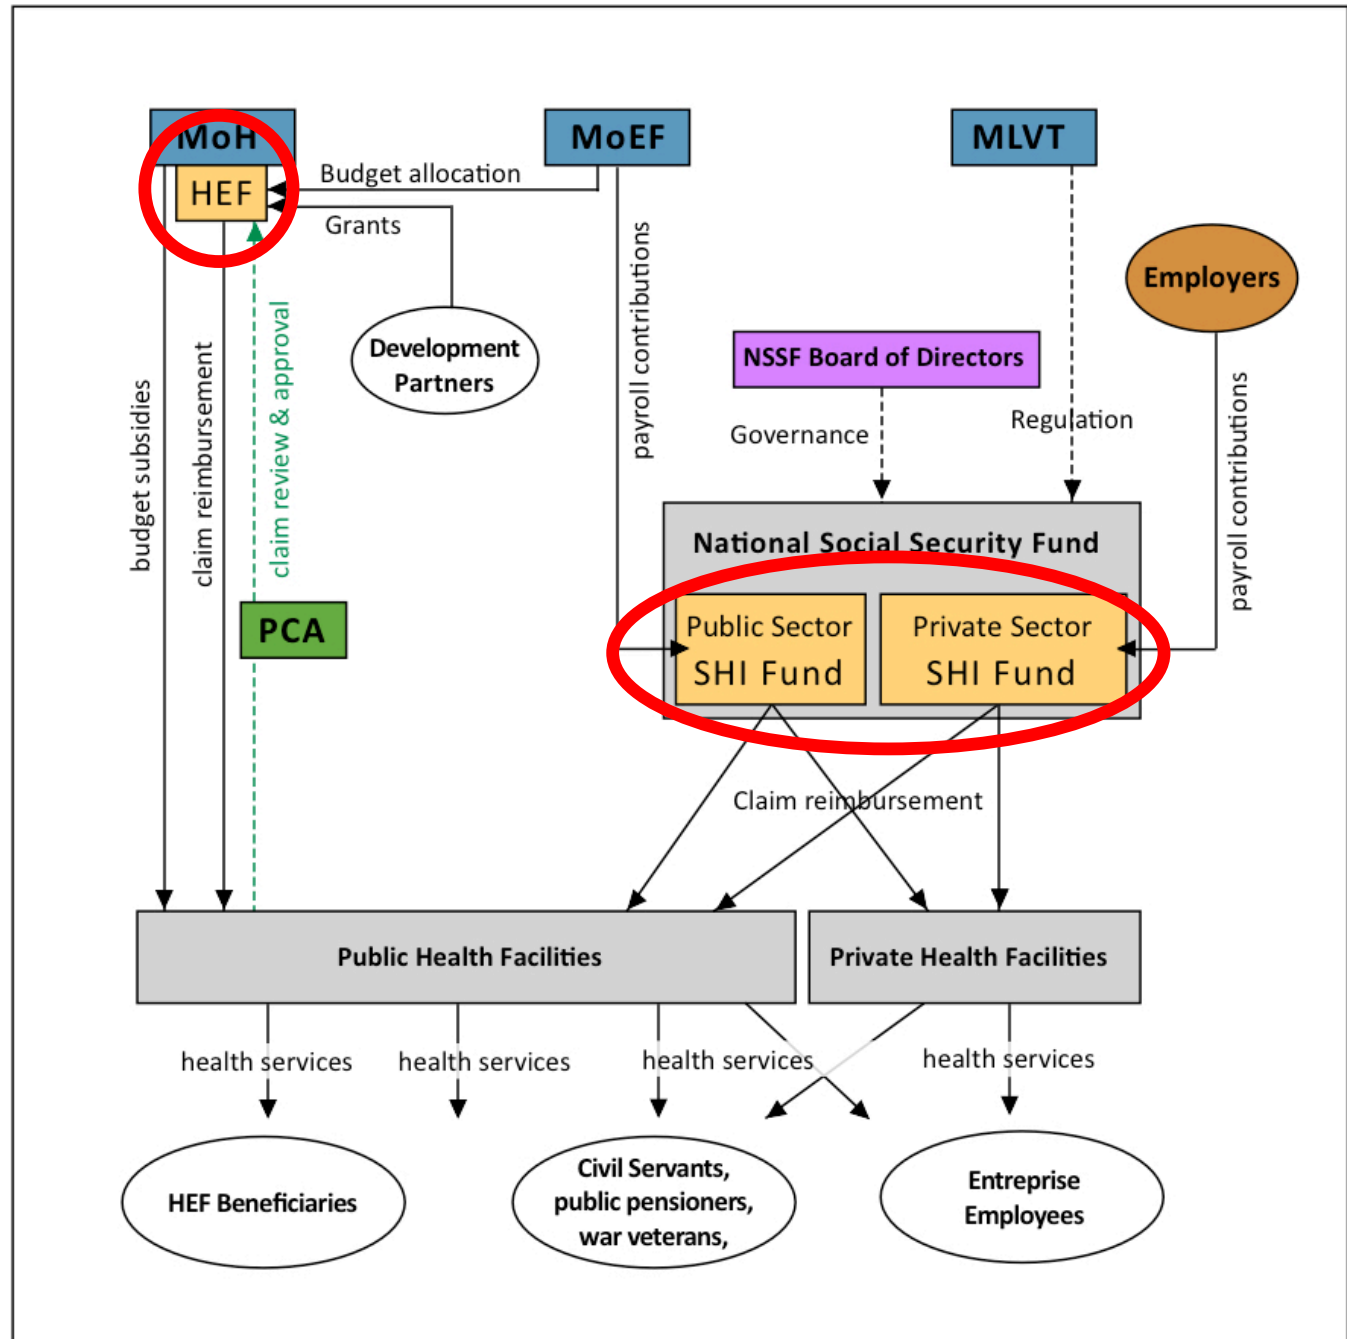 MoH
MoEF
MLVT
HEF
Budget allocation
Grants
Employers
Development
Partners
NSSF Board of Directors
payroll contributions
Governance
Regulation
payroll contributions
budget subsidies
claim reimbursement
claim review & approval
PCA
National Social Security Fund
Public Sector
SHI Fund
Private Sector
SHI Fund
Claim reimbursement
Public Health Facilities
Private Health Facilities
health services
health services
health services
health services
HEF Beneficiaries
Civil Servants,
public pensioners,
war veterans,
Entreprise
Employees